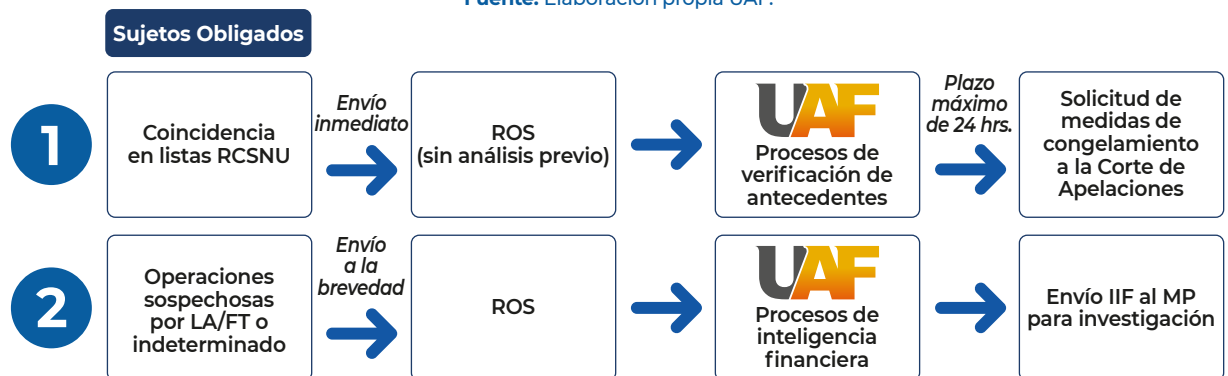 Fuente: Elaboración propia UAF.
Sujetos Obligados
1
Coincidencia
en listas RCSNU
Envío
inmediato
ROS
(sin análisis previo)
UAF
Procesos de
verificación de
antecedentes
Plazo
máximo
de 24 hrs.
Solicitud de
medidas de
congelamiento
a la Corte de
Apelaciones
2
Operaciones
sospechosas
por LA/FT o
indeterminado
Envío
a la
brevedad
ROS
UAF
Procesos de
inteligencia
financiera
Envío IIF al MP
para investigación